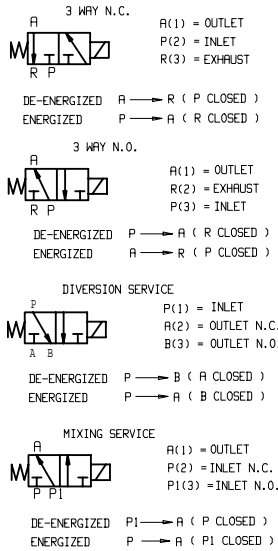 3 WAY N.C.
A(1) = OUTLET
P(2) = INLET
R(3) = EXHAUST
A
R P
DE-ENERGIZED A → R ( P CLOSED )
ENERGIZED P → A ( R CLOSED )
3 WAY N.O.
A(1) = OUTLET
R(2) = EXHAUST
P(3) = INLET
A
R P
DE-ENERGIZED P → A ( R CLOSED )
ENERGIZED A → R ( P CLOSED )
DIVERSION SERVICE
P(1) = INLET
A(2) = OUTLET N.C.
B(3) = OUTLET N.O.
P
A B
DE-ENERGIZED P → B ( A CLOSED )
ENERGIZED P → A ( B CLOSED )
MIXING SERVICE
A(1) = OUTLET
P(2) = INLET N.C.
P1(3) = INLET N.O.
A
P P1
DE-ENERGIZED P1 → A ( P CLOSED )
ENERGIZED P → A ( P1 CLOSED )